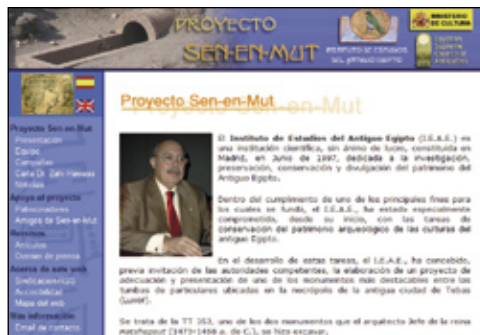 PROYECTO
SEN-EN-MUT
INSTITUTO DE ESTUDIOS
DEL ANTIGUO EGIPTO
MINISTERIO
DE CULTURA
Proyecto Sen-en-Mut
Proyecto Sen en Mut
Presentación
Equipo
Campañas
Carta Dr. Zahi Hawass
Noticias
Apoyo al proyecto
Patrocinadores
Amigos de Sen-en-Mut
Recursos
Artículos
Dossier de prensa
Acerca de este web
Sindicación
Accesibilidad
Mapa del web
Más información
Email de contacto
El Instituto de Estudios del Antiguo Egipto (I.E.A.E.) es
una institución científica, sin ánimo de lucro, constituida en
Madrid, en Junio de 1997, dedicada a la investigación,
preservación, conservación y divulgación del patrimonio del
Antiguo Egipto.
Dentro del cumplimiento de uno de los principales fines para
los cuales se fundó, el I.E.A.E., ha estado especialmente
comprometido, desde su inicio, con las tareas de
conservación del patrimonio arqueológico de las culturas del
antiguo Egipto.
En el desarrollo de estas tareas, el I.E.A.E., ha concebido,
previa invitación de las autoridades competentes, la elaboración de un proyecto de
adecuación y presentación de uno de los monumentos más destacables entre las
tumbas de particulares ubicadas en la necrópolis de la antigua ciudad de Tebas
(Luxor).
Se trata de la TT 353, uno de los dos monumentos que el arquitecto Jefe de la reina
Hatshepsut (1473-1458 a. de C.), se hizo excavar.